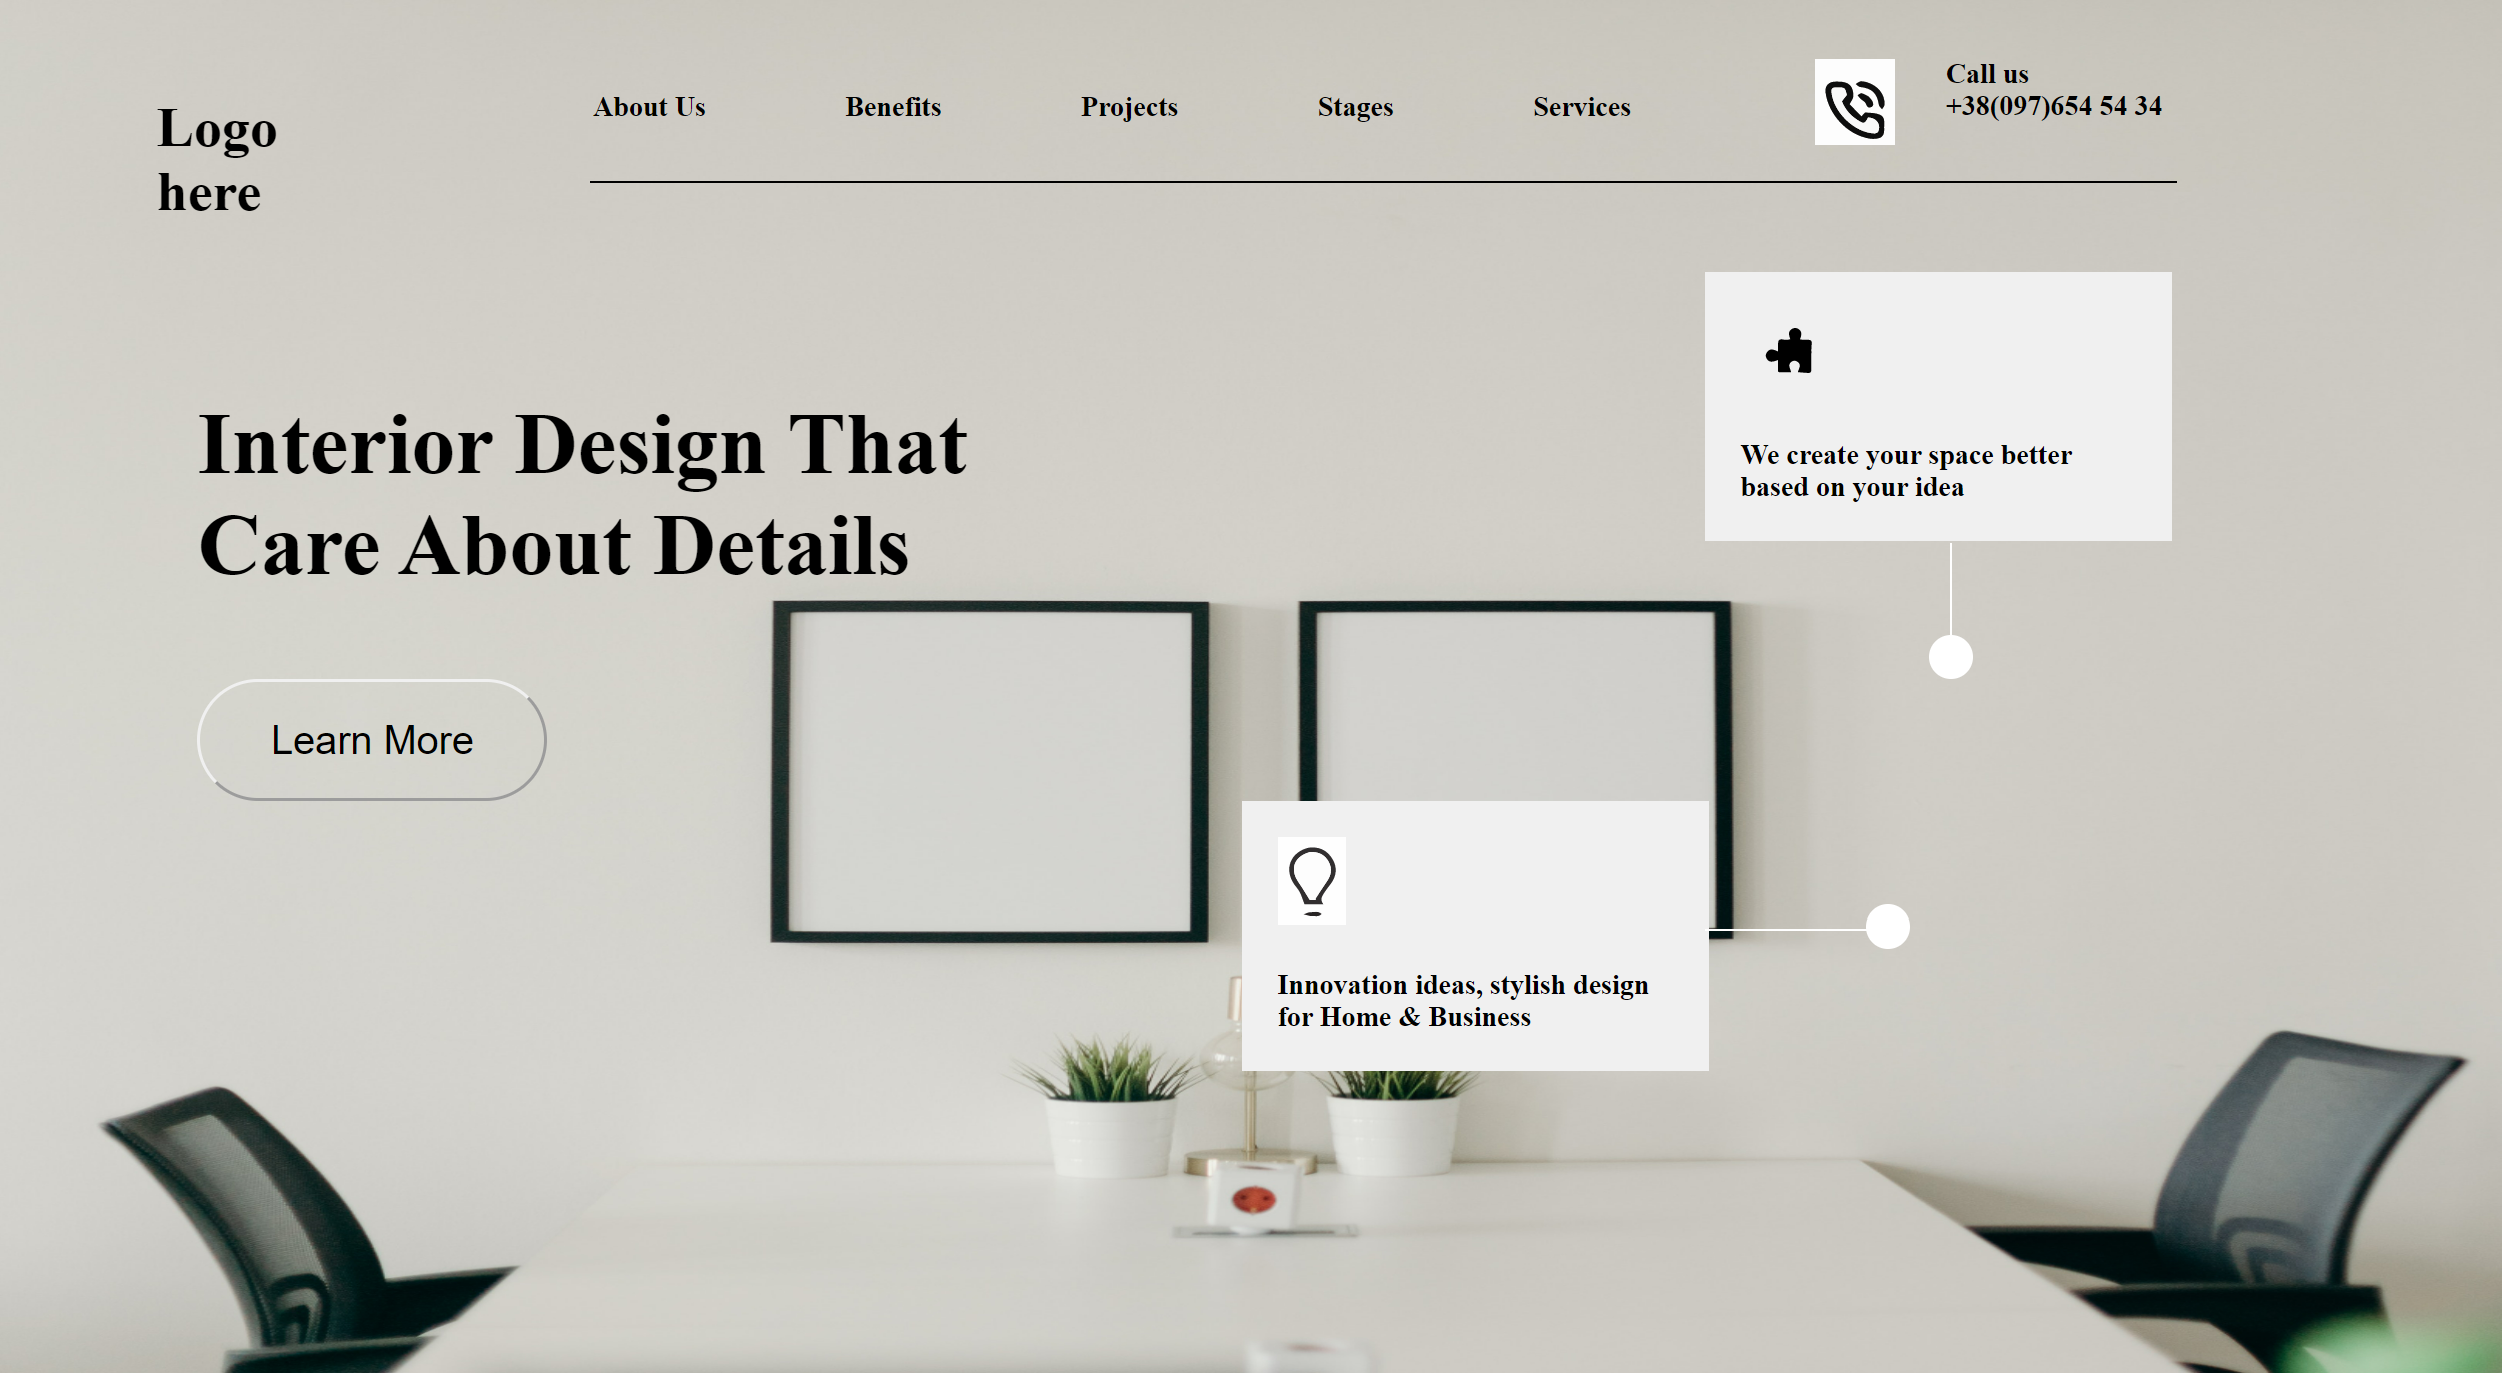 Logo
here
About Us
Benefits
Projects
Stages
Services
Call us
+38(097)654 54 34
Interior Design That
Care About Details
Learn More
We create your space better
based on your idea
Innovation ideas, stylish design
for Home & Business